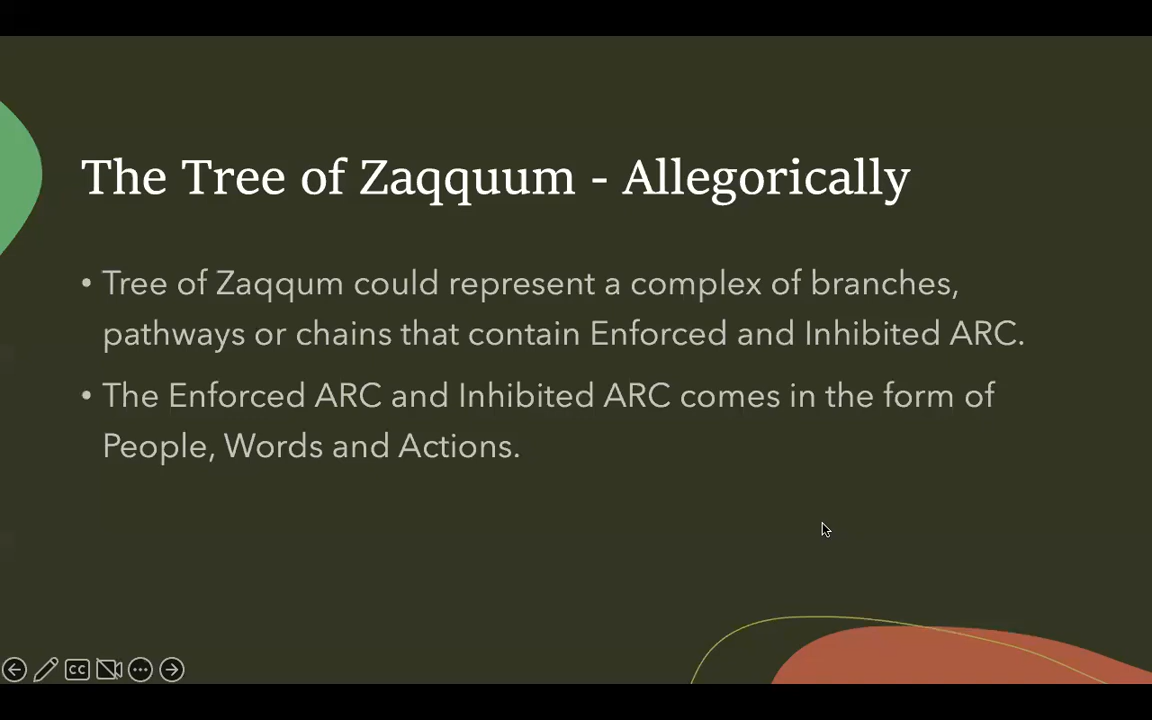 The Tree of Zaqquum - Allegorically
• Tree of Zaqqum could represent a complex of branches,
pathways or chains that contain Enforced and Inhibited ARC.
• The Enforced ARC and Inhibited ARC comes in the form of
People, Words and Actions.
CC